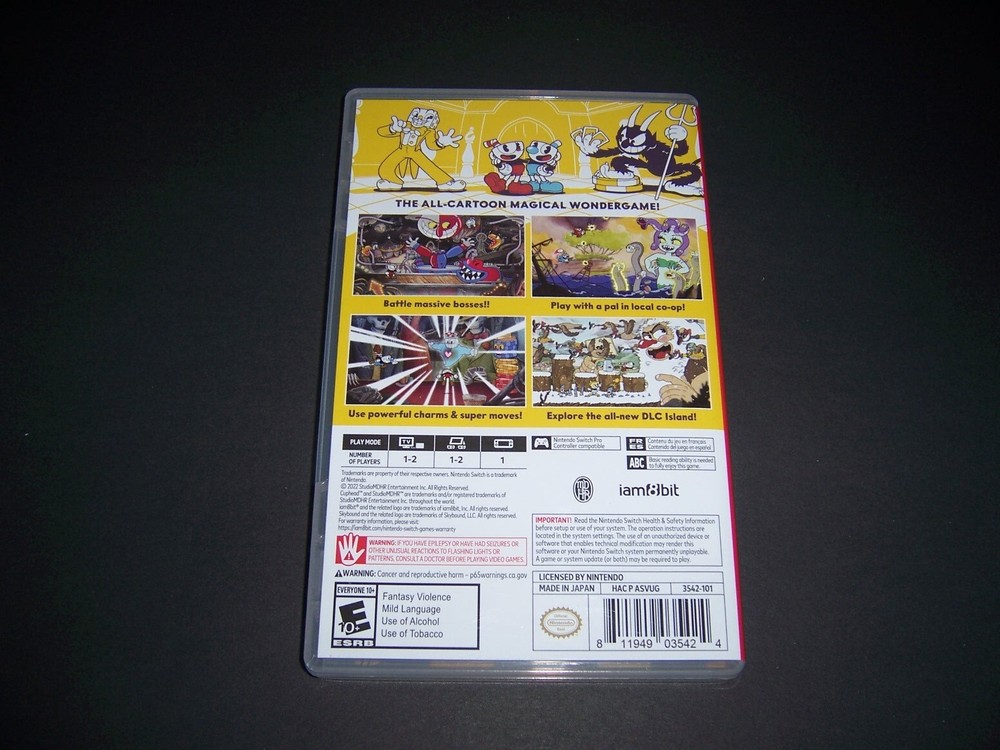 THE ALL-CARTOON MAGICAL WONDERGAME!
Battle massive bosses!!
Play with a pal in local co-op!
Use powerful charms & super moves!
Explore the all-new DLC Island!
PLAY MODE
TV
NUMBER
OF PLAYERS
1-2
1-2
1
Nintendo Switch Pro
Controller compatible
FR
ES
Contenu du jeu en français
Contenido del juego en español
ABC
Basic reading ability is needed
to fully enjoy this game.
Trademarks are property of their respective owners. Nintendo Switch is a trademark
of Nintendo.
© 2022 StudioMDHR Entertainment Inc. All Rights Reserved.
Cuphead™ and StudioMDHR™ are trademarks and/or registered trademarks of
StudioMDHR Entertainment Inc. throughout the world.
iam8bit® and the related logo are trademarks of iam8bit, Inc. All rights reserved.
Skybound and the related logo are trademarks of Skybound, LLC. All rights reserved.
For warranty information, please visit:
https://iam8bit.com/nintendo-switch-games-warranty
MDHR
iam8bit
WARNING: IF YOU HAVE EPILEPSY OR HAVE HAD SEIZURES OR
OTHER UNUSUAL REACTIONS TO FLASHING LIGHTS OR
PATTERNS, CONSULT A DOCTOR BEFORE PLAYING VIDEO GAMES.
IMPORTANT! Read the Nintendo Switch Health & Safety Information
before setup or use of your system. The operation instructions are
located in the system settings. The use of an unauthorized device or
software that enables technical modification may render this
software or your Nintendo Switch system permanently unplayable.
A game or system update (or both) may be required to play.
WARNING: Cancer and reproductive harm - p65warnings.ca.gov
EVERYONE 10+
E
10+
ESRB
Fantasy Violence
Mild Language
Use of Alcohol
Use of Tobacco
LICENSED BY NINTENDO
MADE IN JAPAN
HAC P ASVUG
3542-101
Official
Nintendo
Seal
8 11949 03542 4